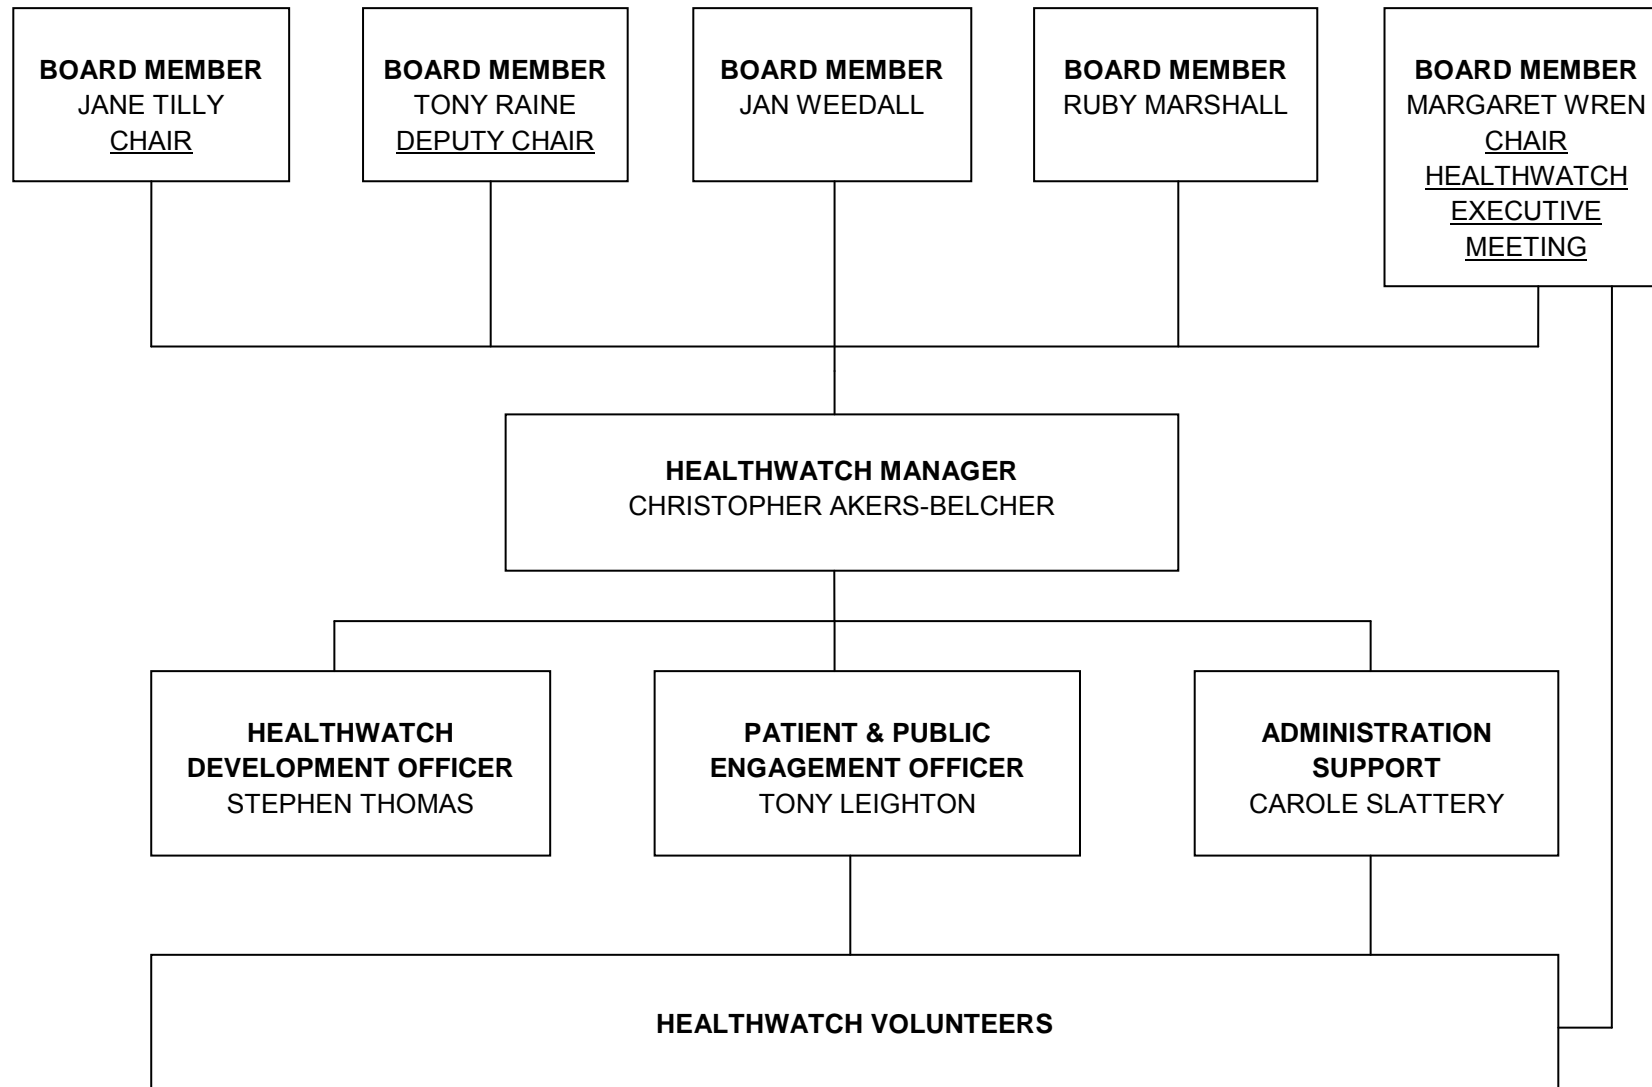 BOARD MEMBER
JANE TILLY
CHAIR
BOARD MEMBER
TONY RAINE
DEPUTY CHAIR
BOARD MEMBER
JAN WEEDALL
BOARD MEMBER
RUBY MARSHALL
BOARD MEMBER
MARGARET WREN
CHAIR
HEALTHWATCH
EXECUTIVE
MEETING
HEALTHWATCH MANAGER
CHRISTOPHER AKERS-BELCHER
HEALTHWATCH
DEVELOPMENT OFFICER
STEPHEN THOMAS
PATIENT & PUBLIC
ENGAGEMENT OFFICER
TONY LEIGHTON
ADMINISTRATION
SUPPORT
CAROLE SLATTERY
HEALTHWATCH VOLUNTEERS